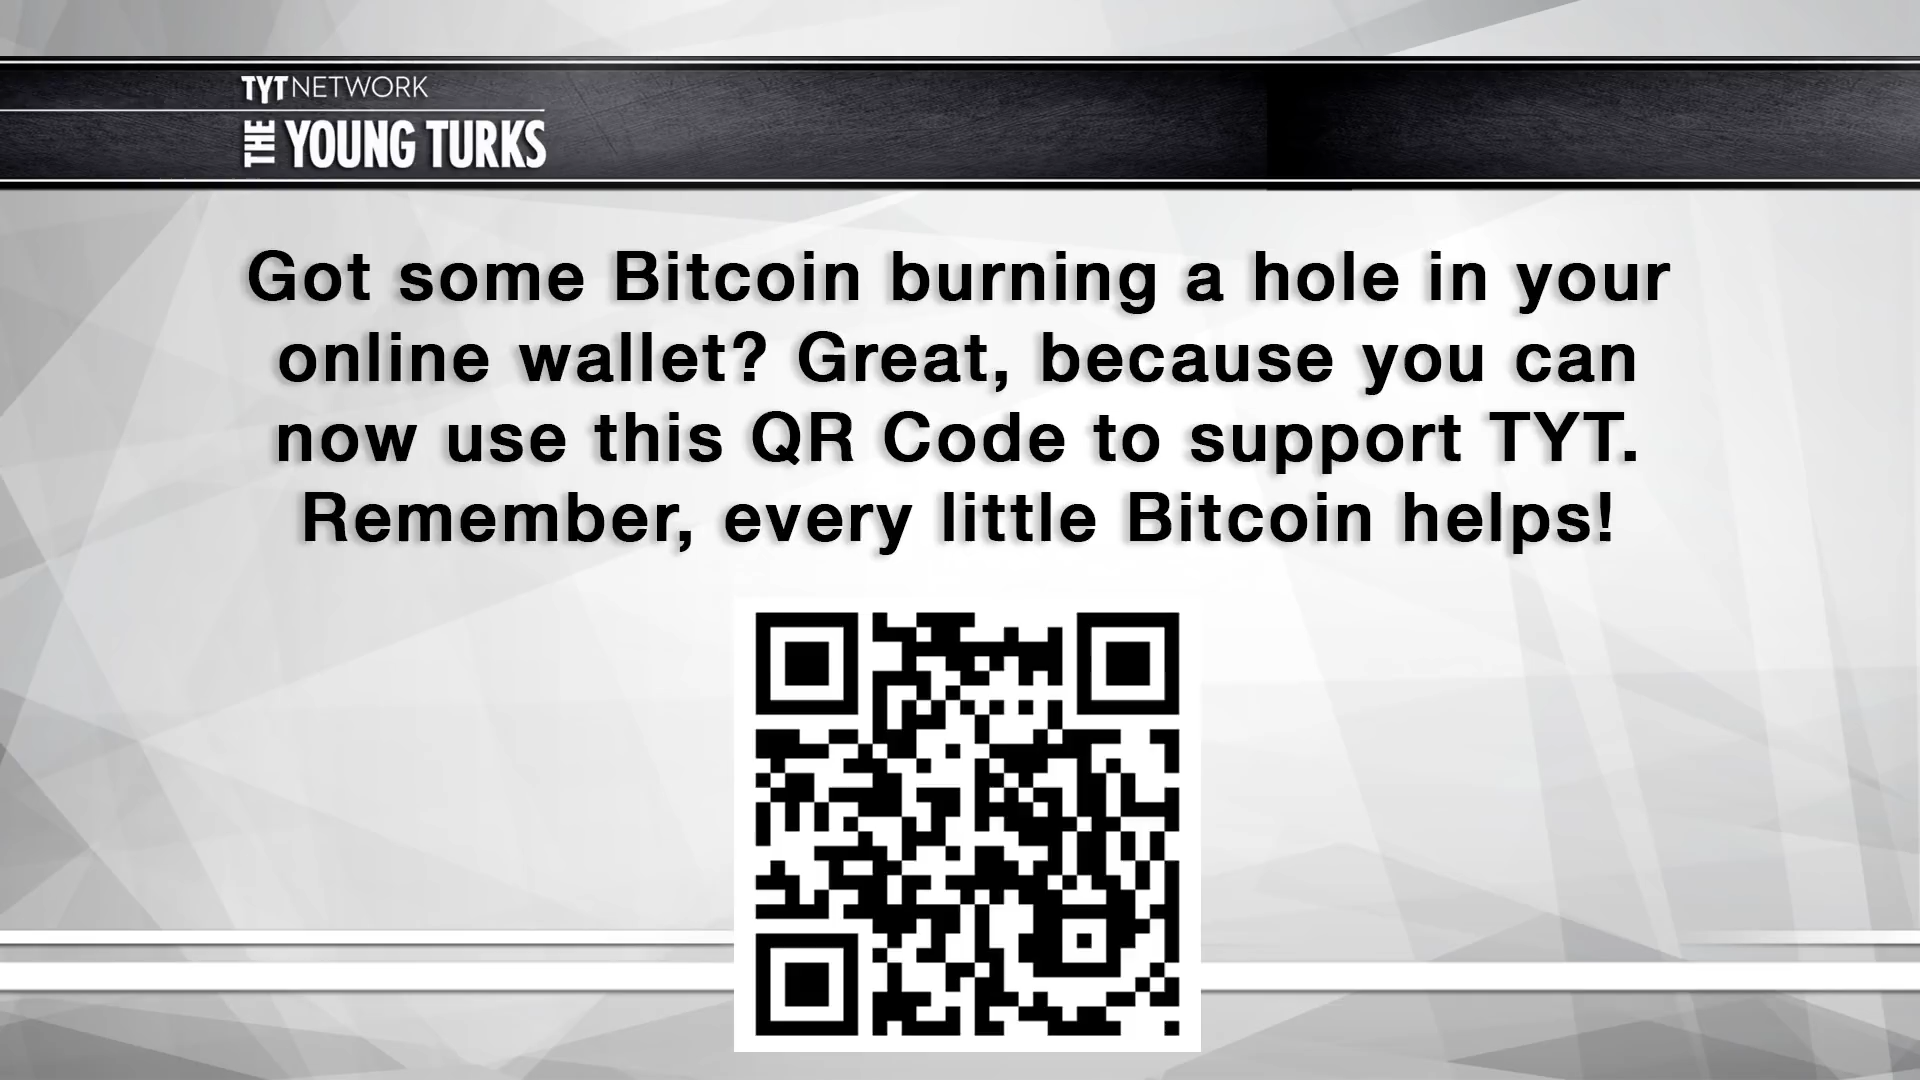 TYT NETWORK
THE YOUNG TURKS
Got some Bitcoin burning a hole in your
online wallet? Great, because you can
now use this QR Code to support TYT.
Remember, every little Bitcoin helps!